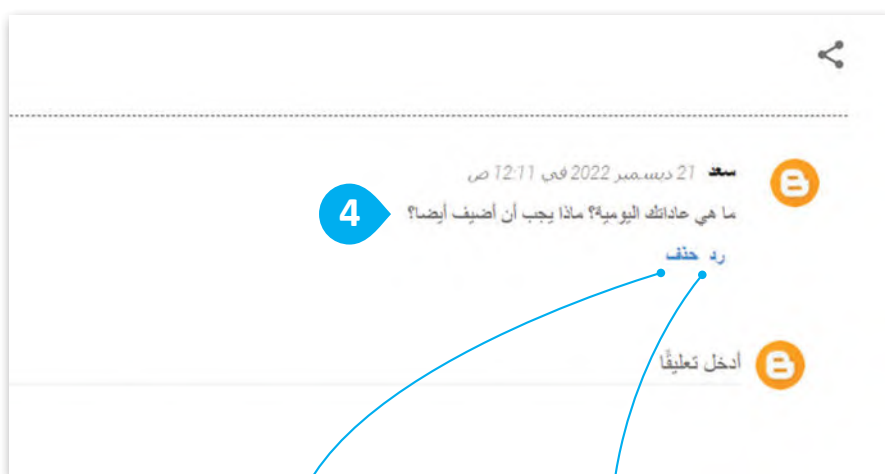 سعد 21 ديسمبر 2022 في 12:11 ص
ما هي عاداتك اليومية؟ ماذا يجب أن أضيف أيضا؟
4
رد حذف
أدخل تعليقًا